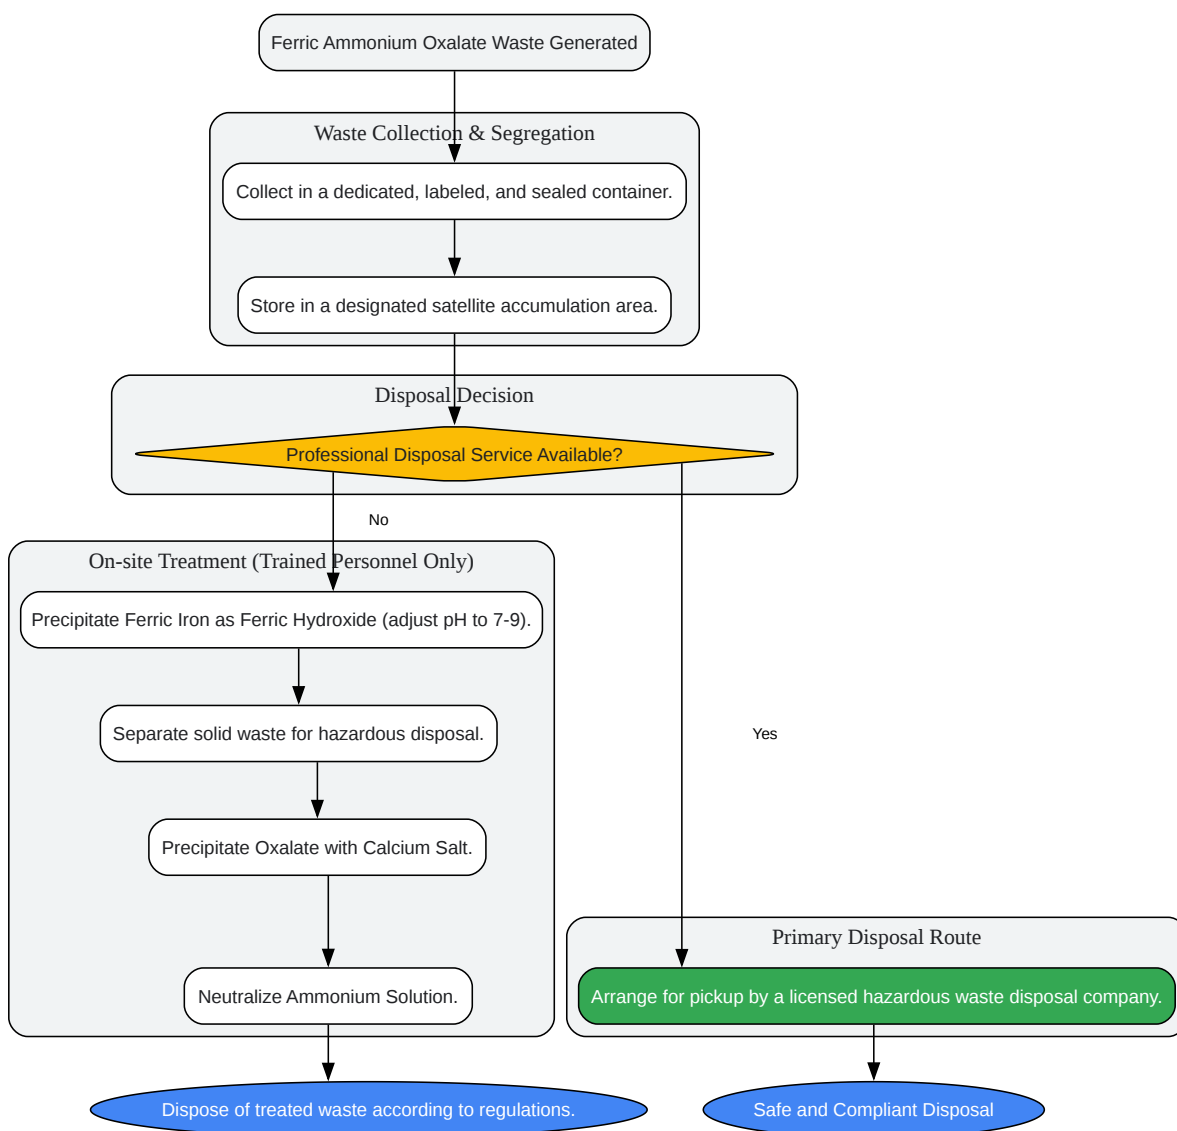 Ferric Ammonium Oxalate Waste Generated
Waste Collection & Segregation
Collect in a dedicated, labeled, and sealed container.
Store in a designated satellite accumulation area.
Disposal Decision
Professional Disposal Service Available?
No
On-site Treatment (Trained Personnel Only)
Precipitate Ferric Iron as Ferric Hydroxide (adjust pH to 7-9).
Separate solid waste for hazardous disposal.
Precipitate Oxalate with Calcium Salt.
Neutralize Ammonium Solution.
Dispose of treated waste according to regulations.
Yes
Primary Disposal Route
Arrange for pickup by a licensed hazardous waste disposal company.
Safe and Compliant Disposal